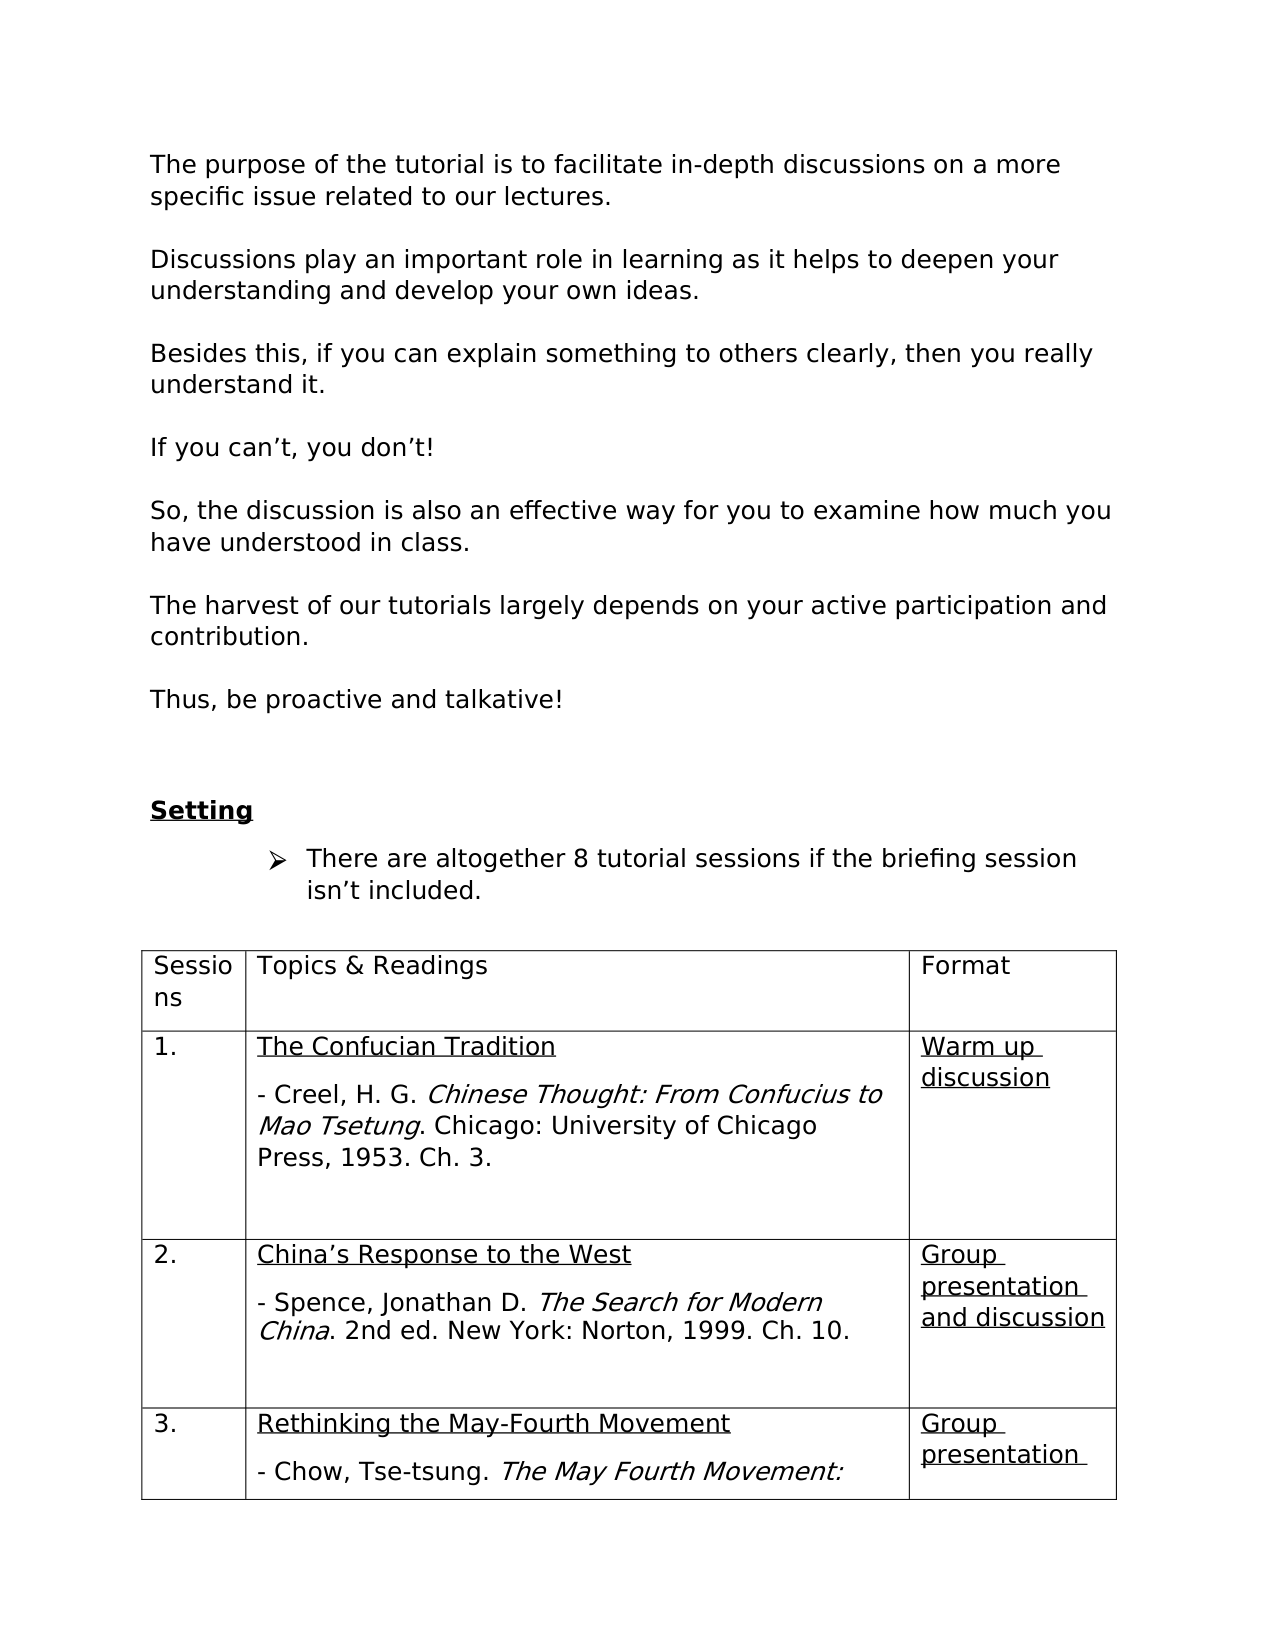 The purpose of the tutorial is to facilitate in-depth discussions on a more
specific issue related to our lectures.
Discussions play an important role in learning as it helps to deepen your
understanding and develop your own ideas.
Besides this, if you can explain something to others clearly, then you really
understand it.
If you can’t, you don’t!
So, the discussion is also an effective way for you to examine how much you
have understood in class.
The harvest of our tutorials largely depends on your active participation and
contribution.
Thus, be proactive and talkative!
Setting
➢ There are altogether 8 tutorial sessions if the briefing session
isn’t included.
Sessio
ns
Topics & Readings
Format
1.
The Confucian Tradition
- Creel, H. G. Chinese Thought: From Confucius to
Mao Tsetung. Chicago: University of Chicago
Press, 1953. Ch. 3.
Warm up
discussion
2.
China’s Response to the West
- Spence, Jonathan D. The Search for Modern
China. 2nd ed. New York: Norton, 1999. Ch. 10.
Group
presentation
and discussion
3.
Rethinking the May-Fourth Movement
- Chow, Tse-tsung. The May Fourth Movement:
Group
presentation